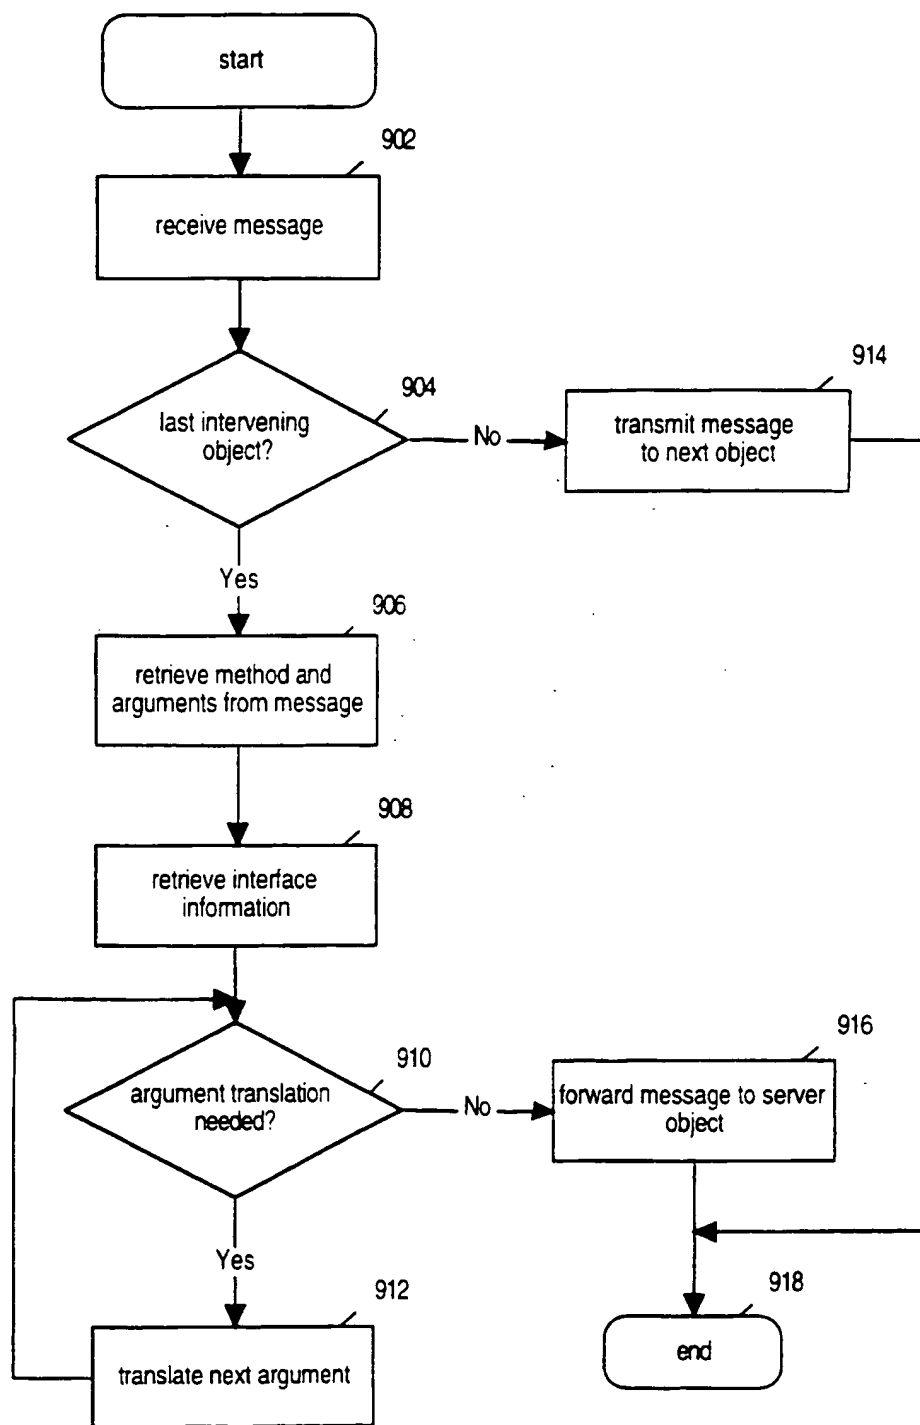 start
902
receive message
904
last intervening
object?
No
914
transmit message
to next object
Yes
906
retrieve method and
arguments from message
908
retrieve interface
information
910
argument translation
needed?
No
916
forward message to server
object
Yes
912
translate next argument
918
end